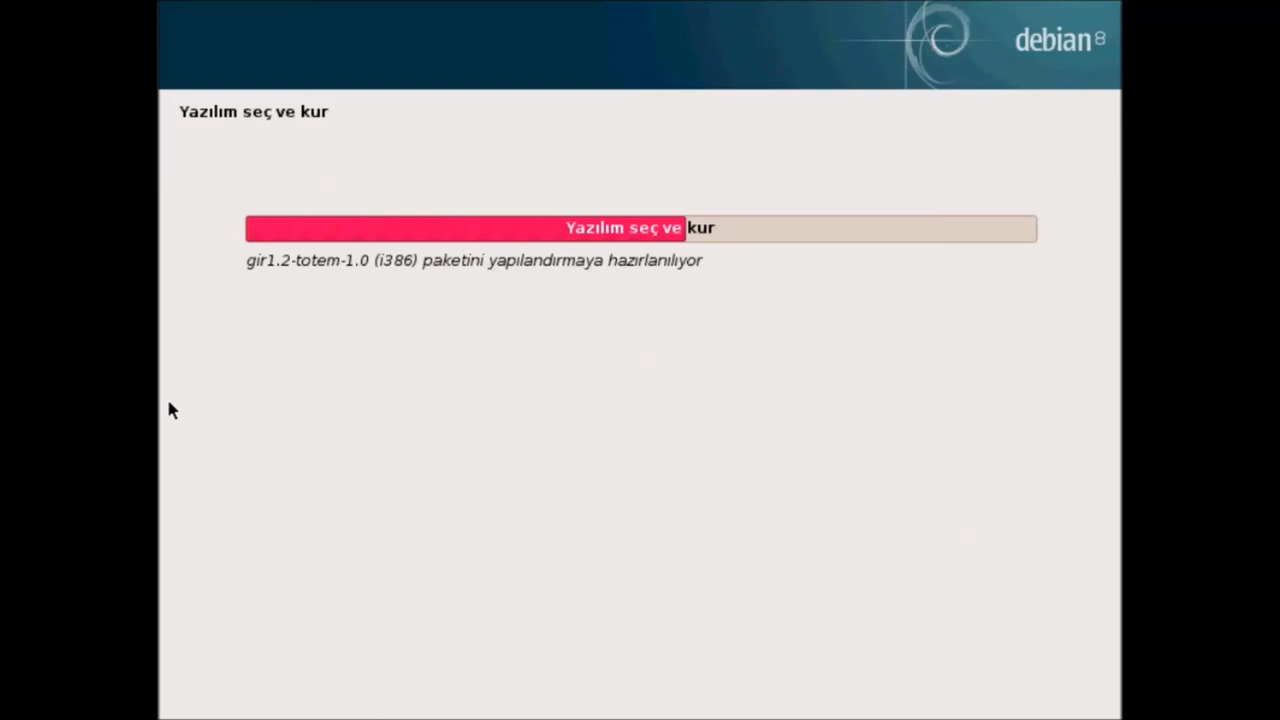 debian 8
Yazılım seç ve kur
Yazılım seç ve kur
gir1.2-totem-1.0 (i386) paketini yapılandırmaya hazırlanılıyor